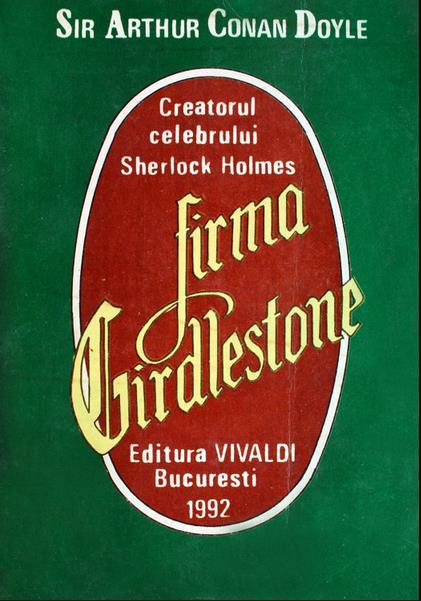 SIR ARTHUR CONAN DOYLE
Creatorul
celebrului
Sherlock Holmes
firma
Girdlestone
Editura VIVALDI
Bucuresti
1992